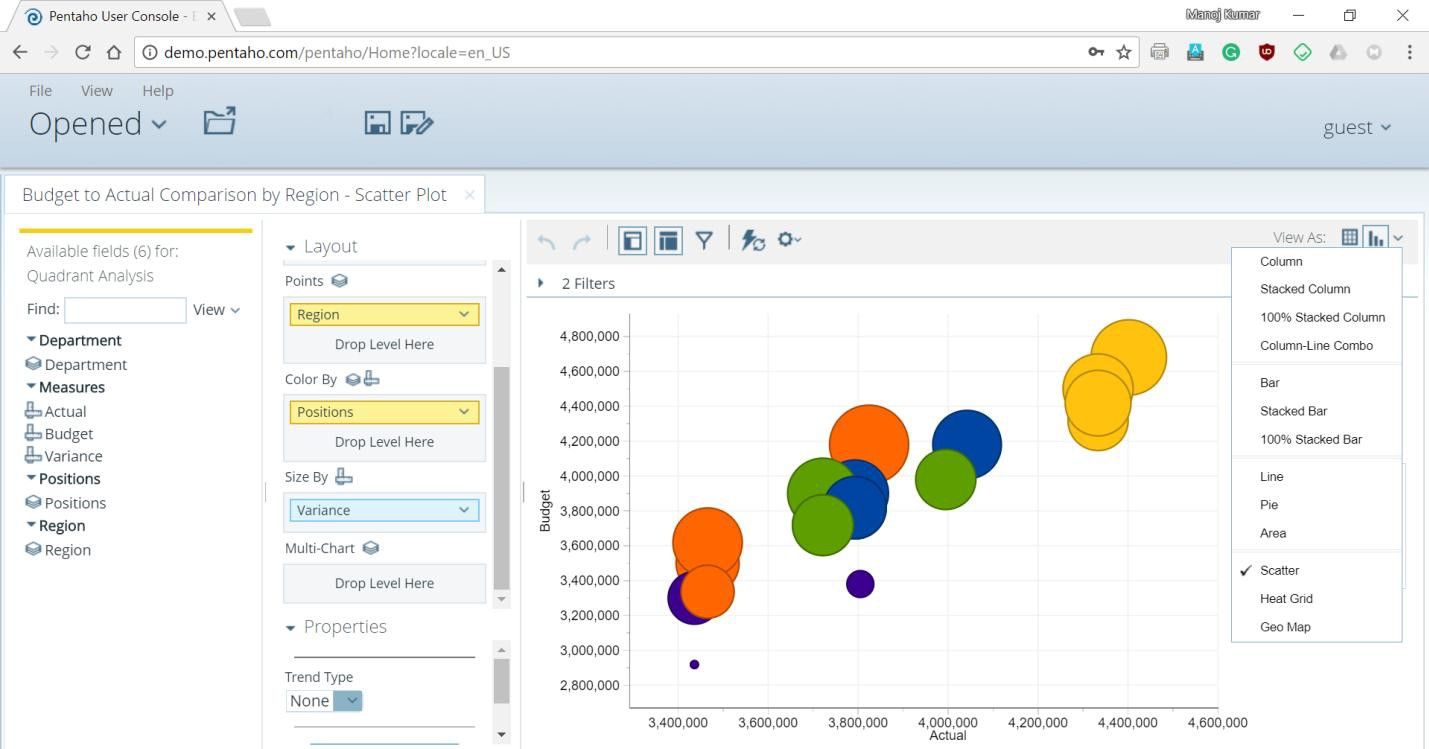 Pentaho User Console -
Manoj Kumar
demo.pentaho.com/pentaho/Home?locale=en_US
File View Help
Opened
guest
Budget to Actual Comparison by Region - Scatter Plot
Available fields (6) for:
Quadrant Analysis
Find:
View
Department
Department
Measures
Actual
Budget
Variance
Positions
Positions
Region
Region
Layout
Points
Region
Drop Level Here
Color By
Positions
Drop Level Here
Size By
Variance
Multi-Chart
Drop Level Here
Properties
Trend Type
None
View As:
2 Filters
Column
Stacked Column
100% Stacked Column
Column-Line Combo
Bar
Stacked Bar
100% Stacked Bar
Line
Pie
Area
Scatter
Heat Grid
Geo Map
Budget
4,800,000
4,600,000
4,400,000
4,200,000
4,000,000
3,800,000
3,600,000
3,400,000
3,200,000
3,000,000
2,800,000
3,400,000 3,600,000 3,800,000 4,000,000 4,200,000 4,400,000 4,600,000
Actual